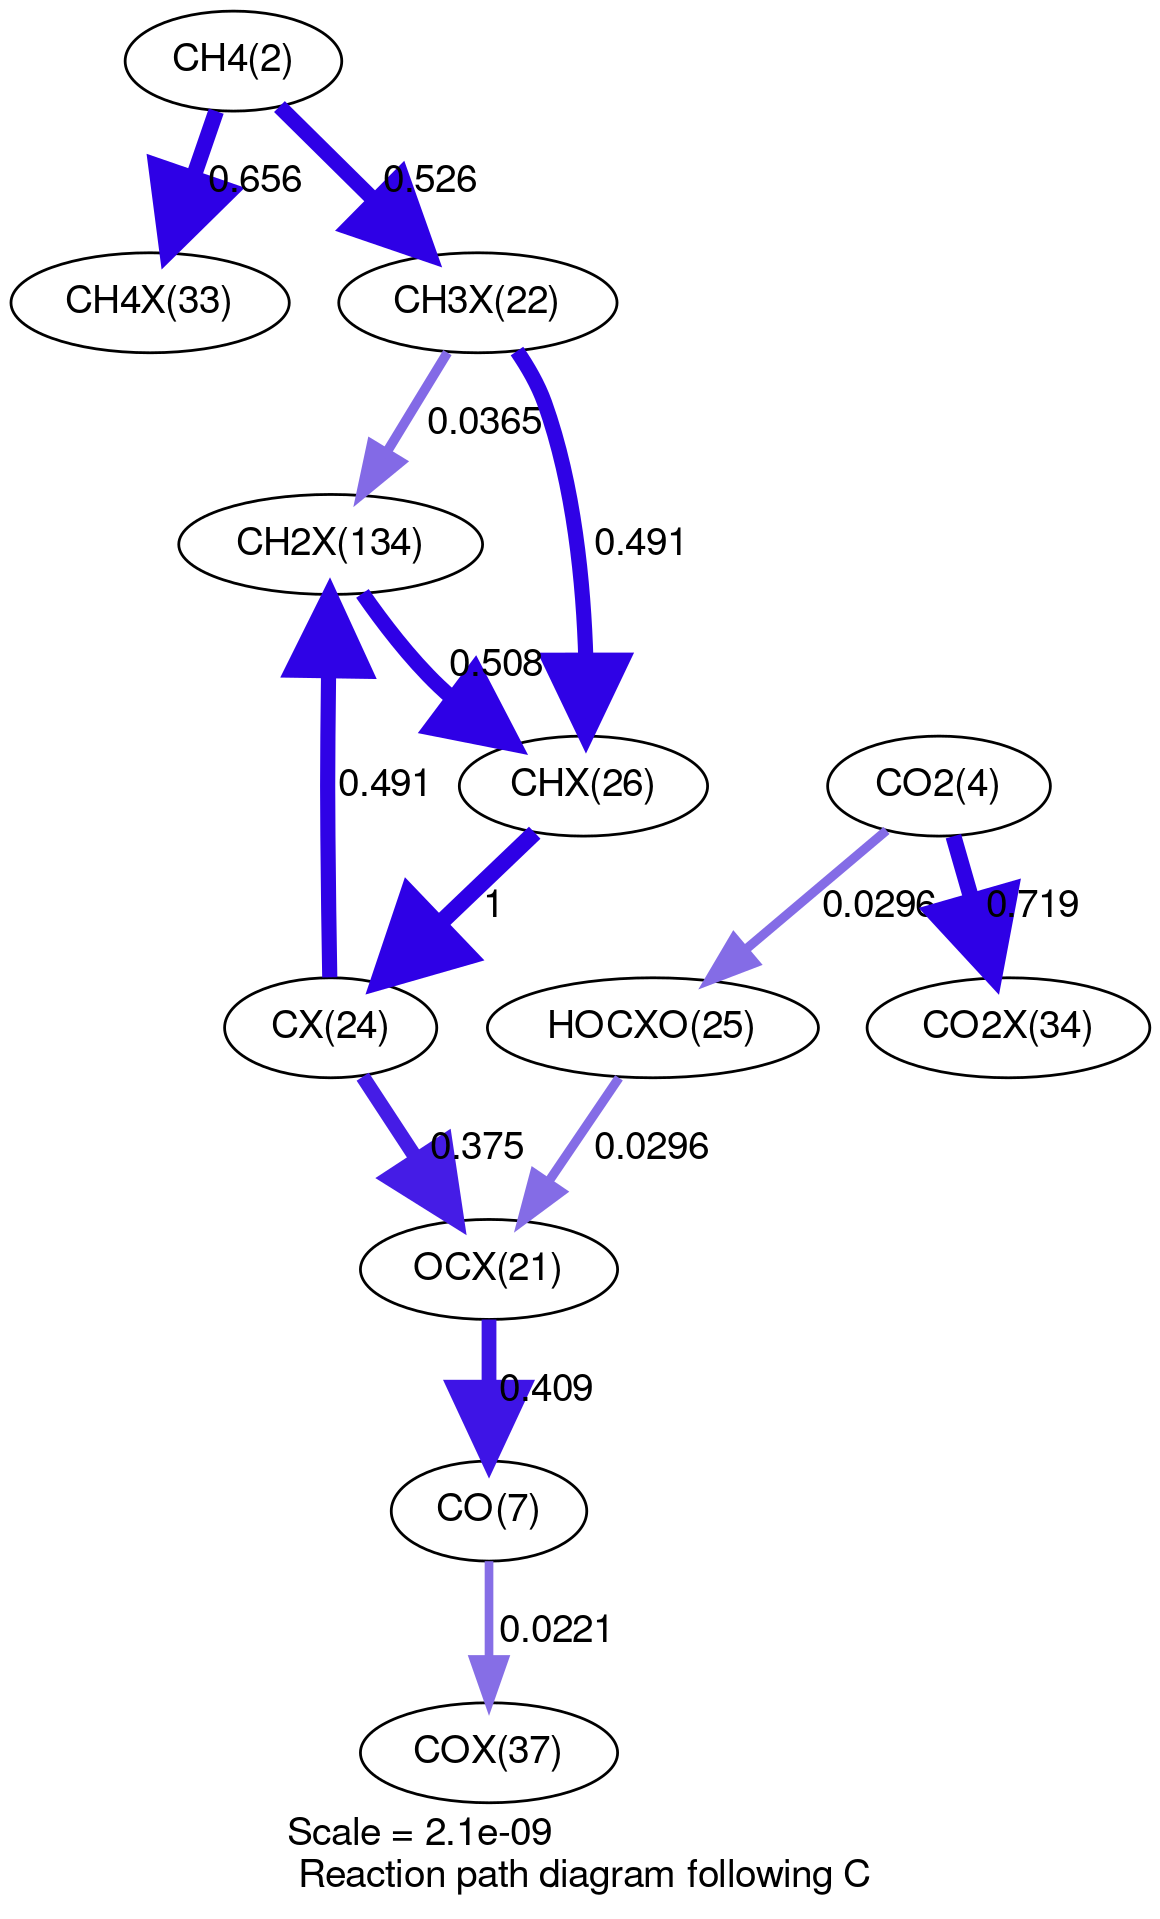 CH4(2)
0.656
0.526
CH4X(33)
CH3X(22)
0.0365
0.491
CH2X(134)
0.508
0.491
CHX(26)
CO2(4)
1
0.0296
0.719
CX(24)
HOCXO(25)
CO2X(34)
0.375
0.0296
OCX(21)
0.409
CO(7)
0.0221
COX(37)
Scale = 2.1e-09
Reaction path diagram following C